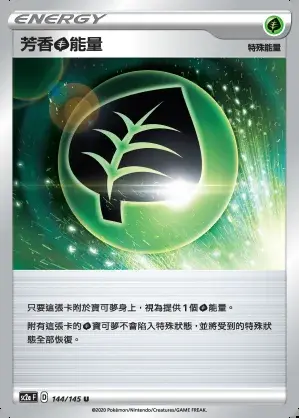 ENERGY
芳香能量
特殊能量
只要這張卡附於寶可夢身上，視為提供1個能量。
附有這張卡的寶可夢不會陷入特殊狀態，並將受到的特殊狀
態全部恢復。
SC2a F D 144/145 U
©2020 Pokémon/Nintendo/Creatures/GAME FREAK.